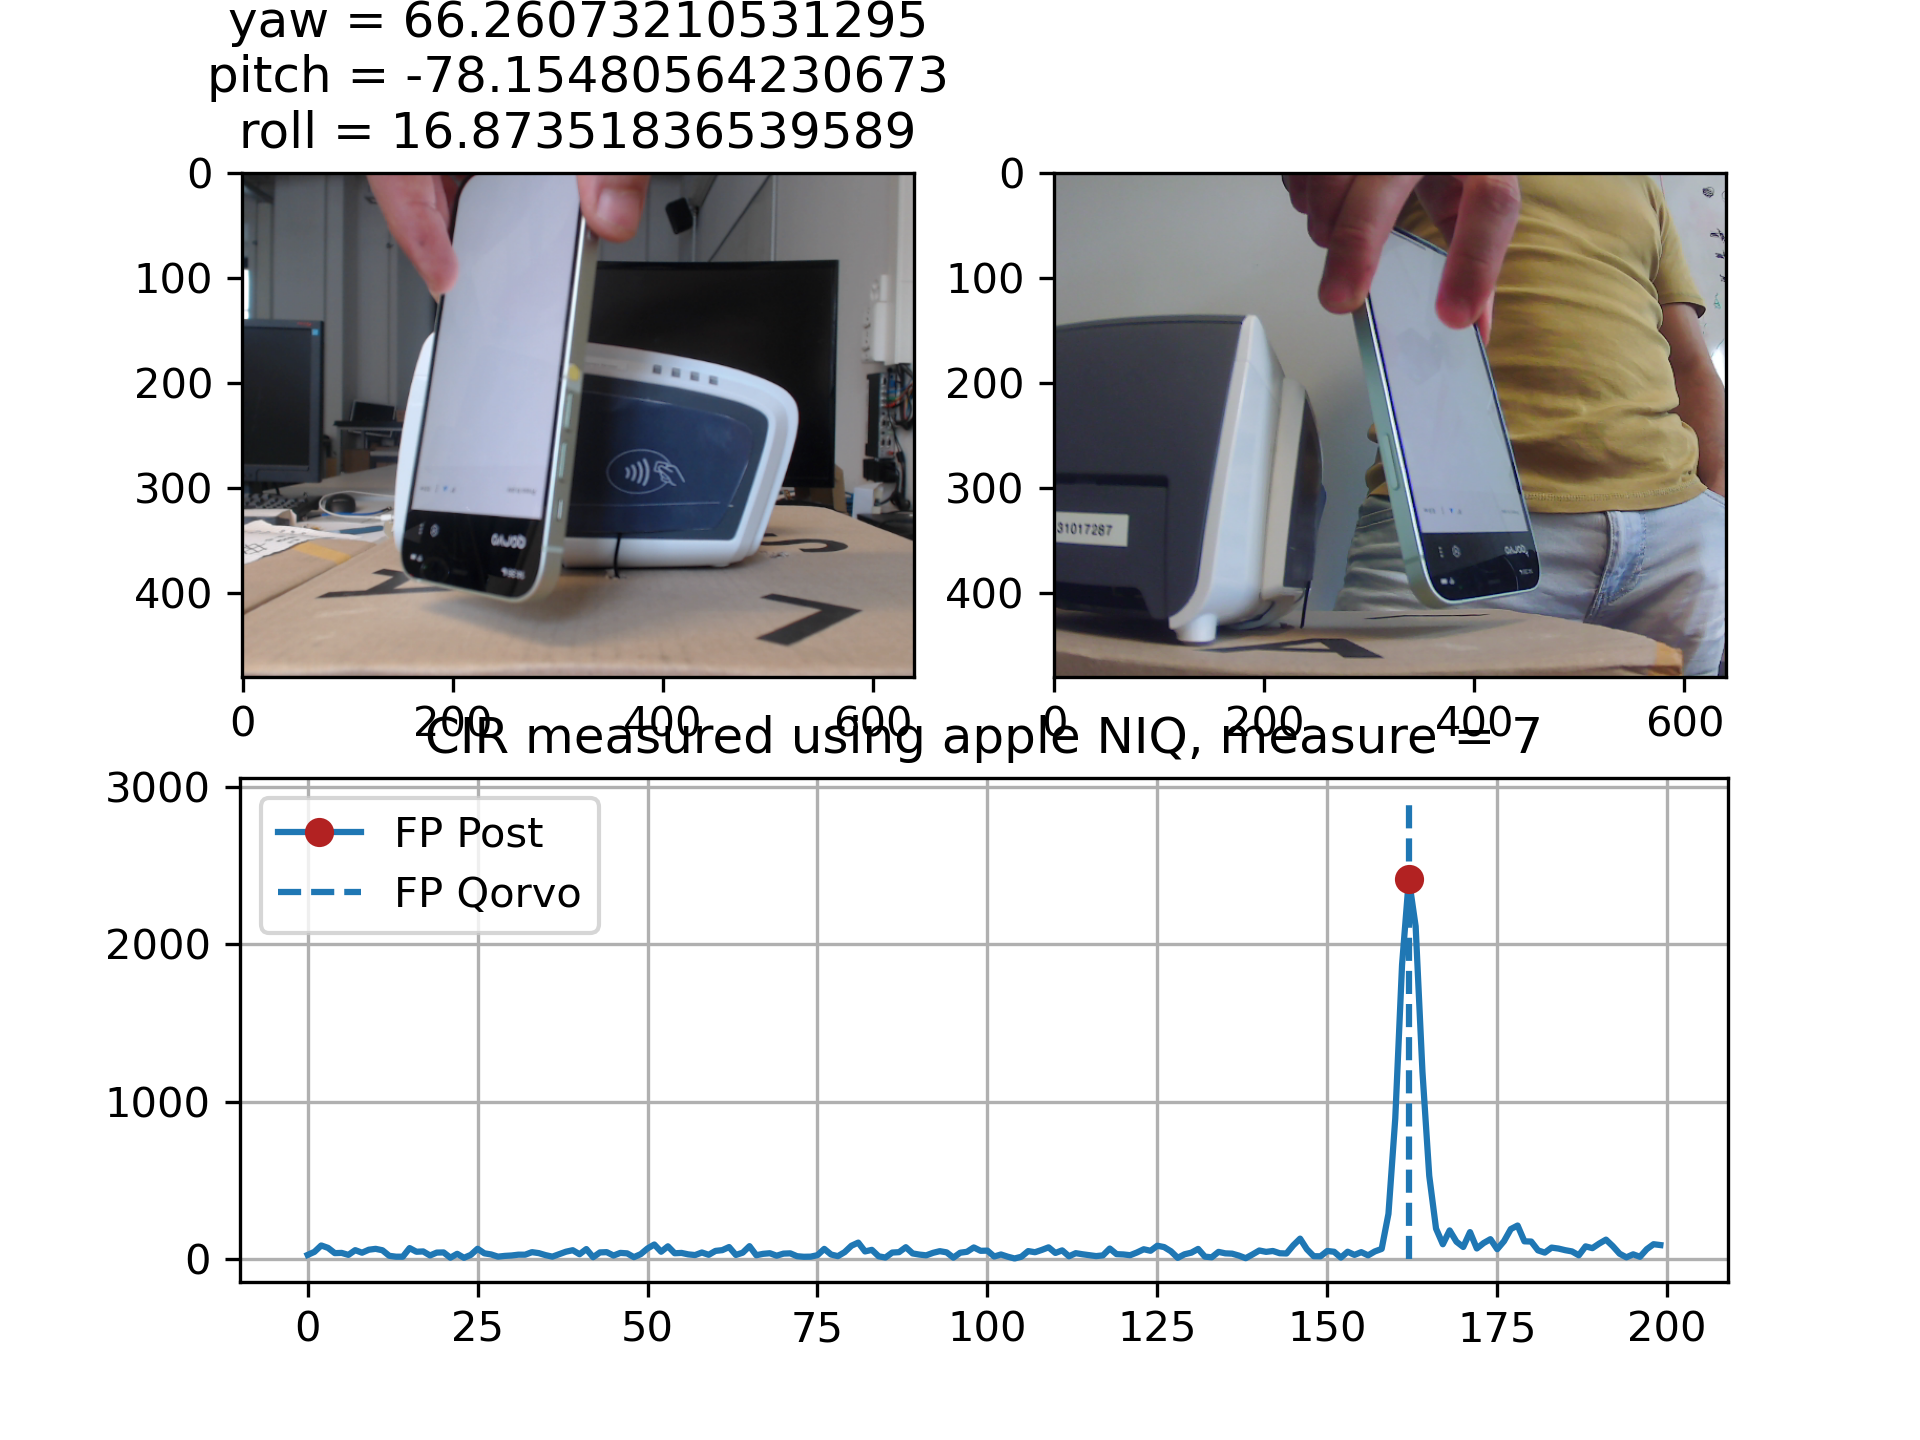 yaw = 66.26073210531295
pitch = -78.15480564230673
roll = 16.87351836539589
0
100
200
300
400
0 200 400 600
0
100
200
300
400
31017287
0 200 400 600
CIR measured using apple NIQ, measure = 7
3000
2000
1000
0
FP Post
FP Qorvo
0 25 50 75 100 125 150 175 200